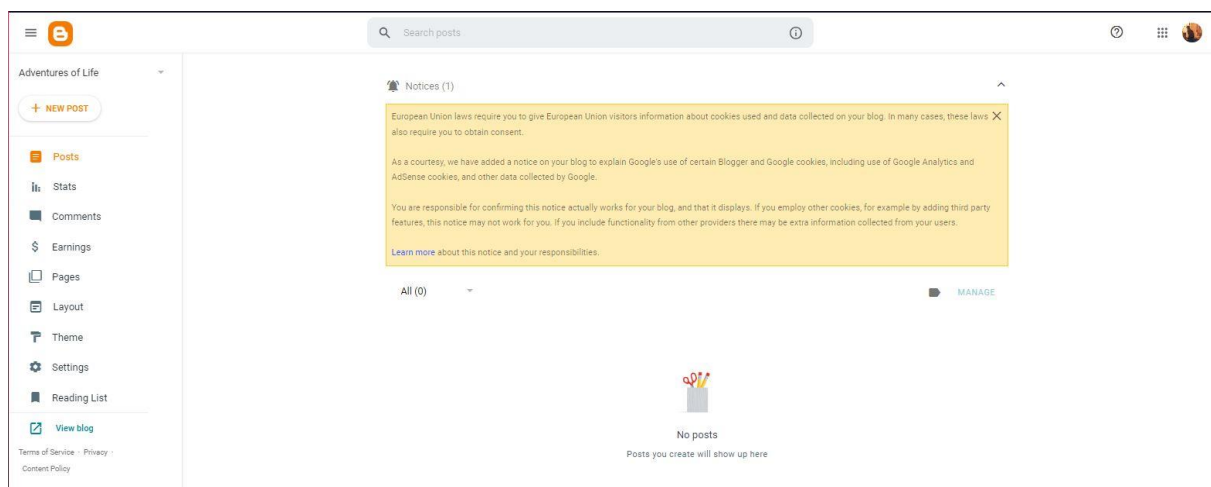 Search posts
Adventures of Life
+ NEW POST
Posts
Stats
Comments
Earnings
Pages
Layout
Theme
Settings
Reading List
View blog
Terms of Service · Privacy ·
Content Policy
Notices (1)
European Union laws require you to give European Union visitors information about cookies used and data collected on your blog. In many cases, these laws
also require you to obtain consent.
As a courtesy, we have added a notice on your blog to explain Google's use of certain Blogger and Google cookies, including use of Google Analytics and
AdSense cookies, and other data collected by Google.
You are responsible for confirming this notice actually works for your blog, and that it displays. If you employ other cookies, for example by adding third party
features, this notice may not work for you. If you include functionality from other providers there may be extra information collected from your users.
Learn more about this notice and your responsibilities.
All (0)
MANAGE
No posts
Posts you create will show up here